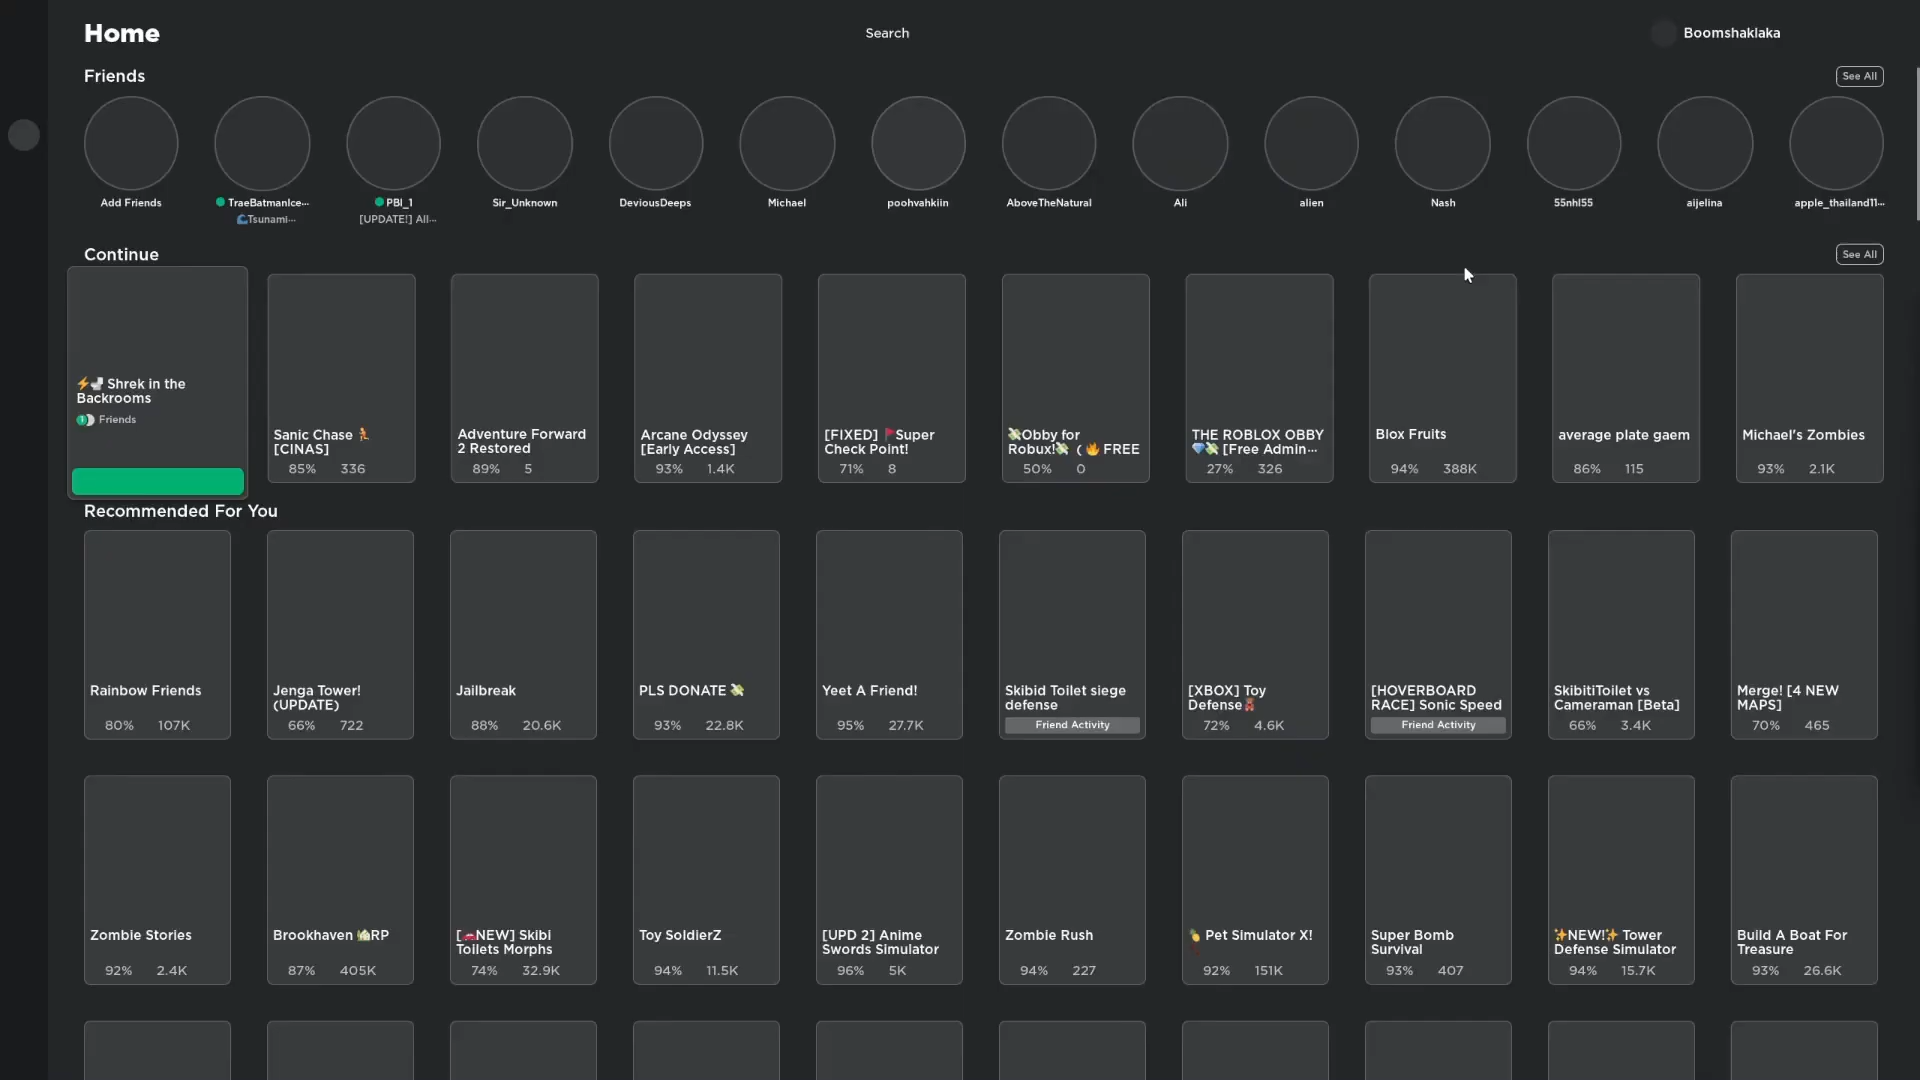 Home
Search
Boomshaklaka
Friends
See All
Add Friends
TraeBatmanIce...
🌊Tsunami...
PBI_1
[UPDATE!] All...
Sir_Unknown
DeviousDeeps
Michael
poohvahkiin
AboveTheNatural
Ali
alien
Nash
55nhl55
aijelina
apple_thailand11...
Continue
See All
⚡🚽 Shrek in the
Backrooms
1 Friends
Sanic Chase 🏃
[CINAS]
85% 336
Adventure Forward
2 Restored
89% 5
Arcane Odyssey
[Early Access]
93% 1.4K
[FIXED] 🚩Super
Check Point!
71% 8
💸Obby for
Robux!💸 (🔥FREE
50% 0
THE ROBLOX OBBY
💎💸 [Free Admin...
27% 326
Blox Fruits
94% 388K
average plate gaem
86% 115
Michael's Zombies
93% 2.1K
Recommended For You
Rainbow Friends
80% 107K
Jenga Tower!
(UPDATE)
66% 722
Jailbreak
88% 20.6K
PLS DONATE 💸
93% 22.8K
Yeet A Friend!
95% 27.7K
Skibid Toilet siege
defense
Friend Activity
[XBOX] Toy
Defense🧸
72% 4.6K
[HOVERBOARD
RACE] Sonic Speed
Friend Activity
SkibitiToilet vs
Cameraman [Beta]
66% 3.4K
Merge! [4 NEW
MAPS]
70% 465
Zombie Stories
92% 2.4K
Brookhaven 🏡RP
87% 405K
[🚗NEW] Skibi
Toilets Morphs
74% 32.9K
Toy SoldierZ
94% 11.5K
[UPD 2] Anime
Swords Simulator
96% 5K
Zombie Rush
94% 227
🍍 Pet Simulator X!
92% 151K
Super Bomb
Survival
93% 407
✨NEW!✨ Tower
Defense Simulator
94% 15.7K
Build A Boat For
Treasure
93% 26.6K